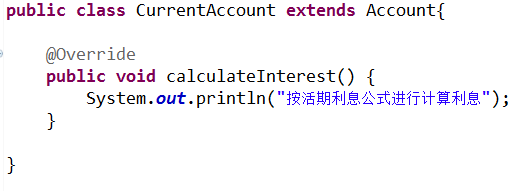 public class CurrentAccount extends Account{
@Override
public void calculateInterest() {
System.out.println("按活期利息公式进行计算利息");
}
}